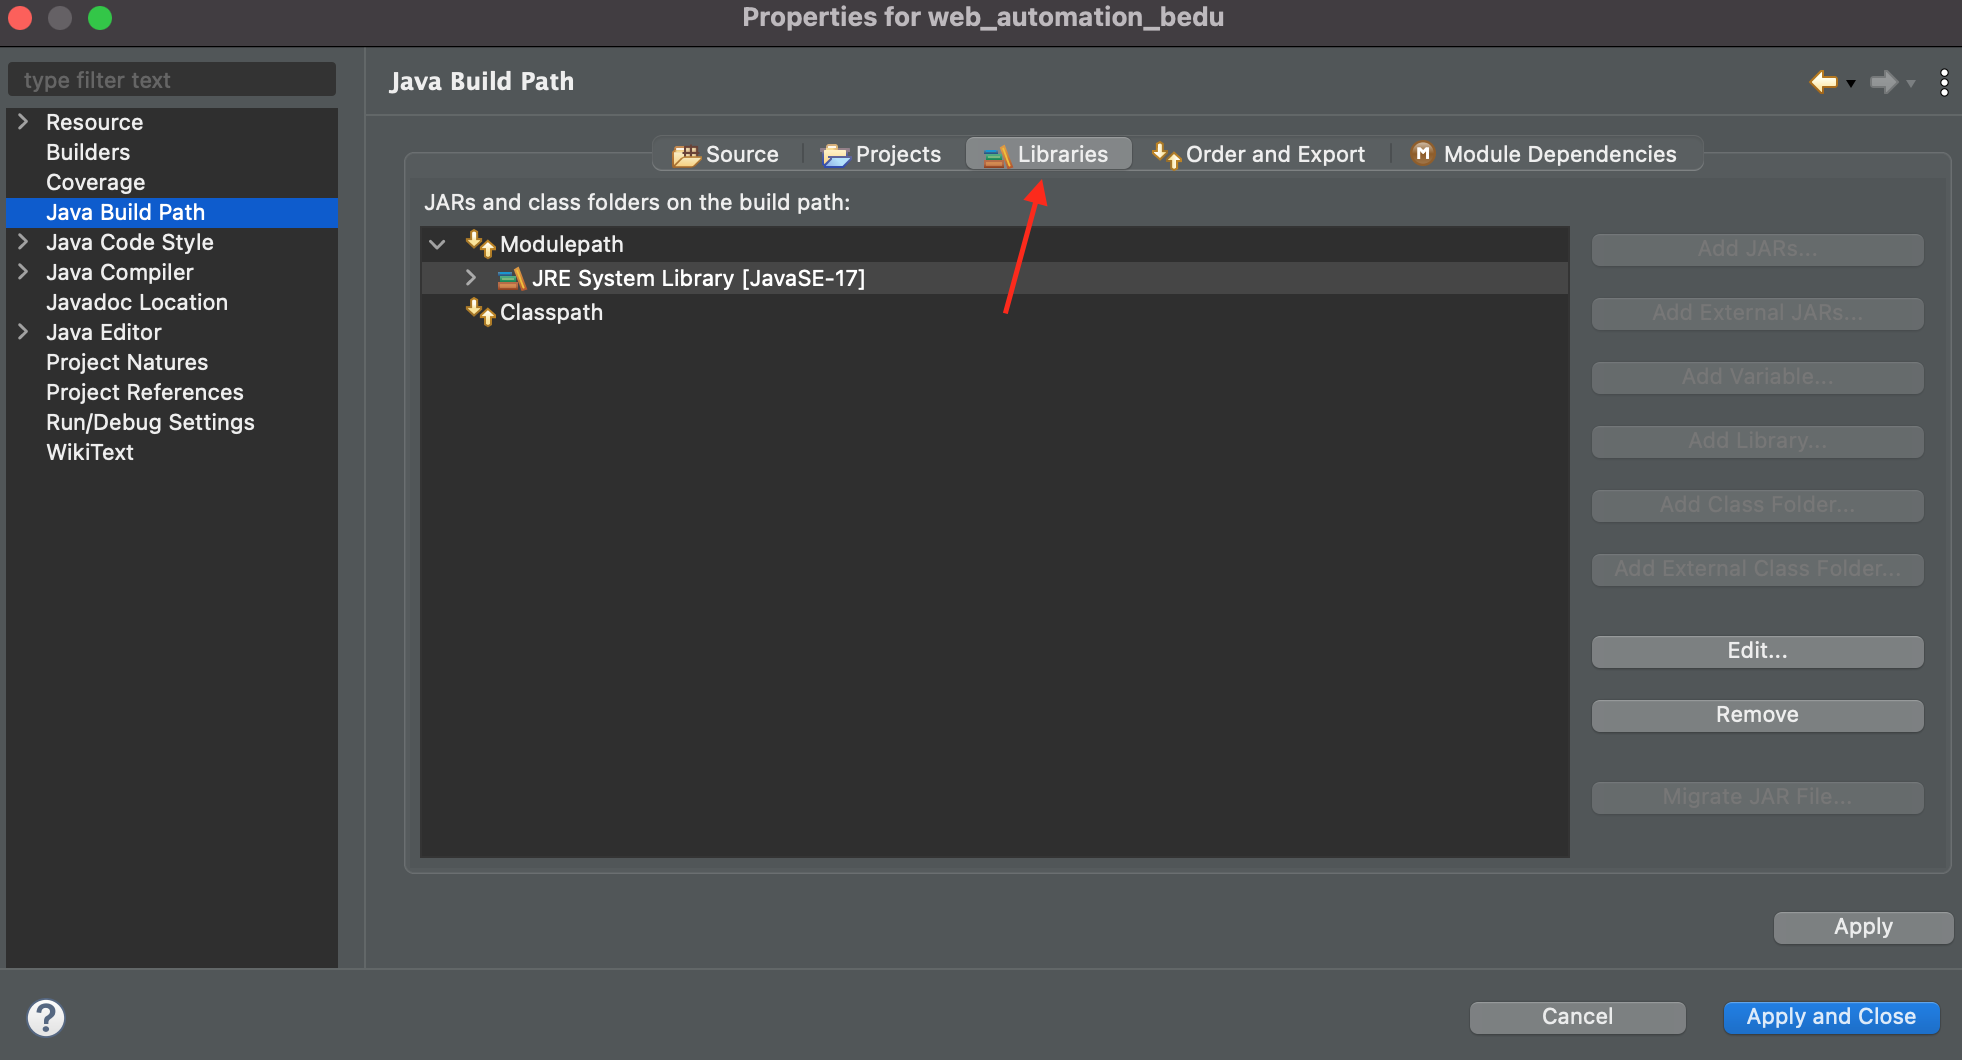 Properties for web_automation_bedu
type filter text
Resource
Builders
Coverage
Java Build Path
Java Code Style
Java Compiler
Javadoc Location
Java Editor
Project Natures
Project References
Run/Debug Settings
WikiText
Java Build Path
Source
Projects
Libraries
Order and Export
M Module Dependencies
JARs and class folders on the build path:
Modulepath
JRE System Library [JavaSE-17]
Classpath
Add JARs...
Add External JARs...
Add Variable...
Add Library...
Add Class Folder...
Add External Class Folder...
Edit...
Remove
Migrate JAR File...
Apply
?
Cancel
Apply and Close